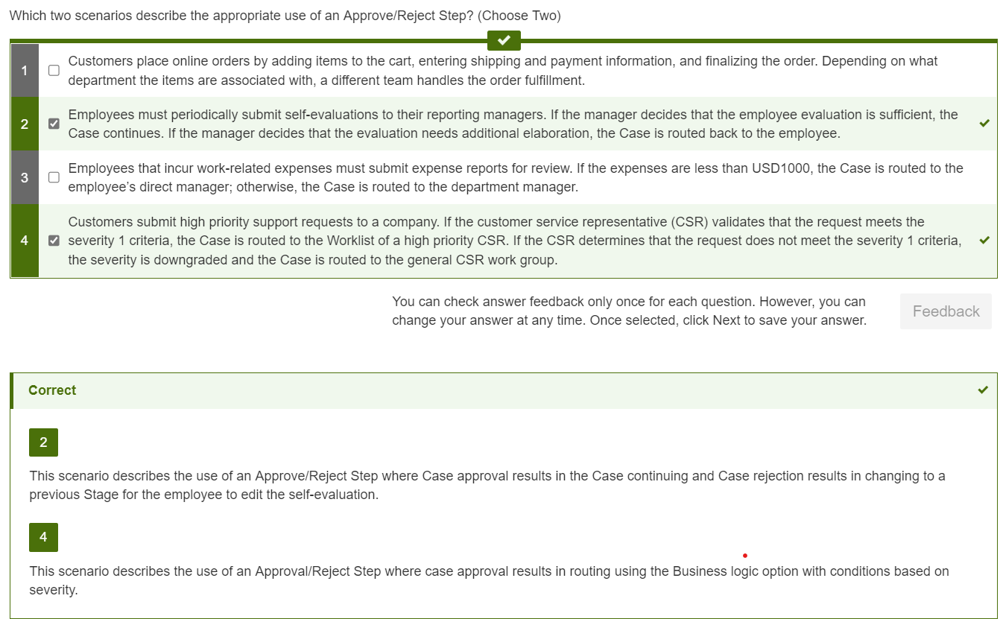 Which two scenarios describe the appropriate use of an Approve/Reject Step? (Choose Two)
1
Customers place online orders by adding items to the cart, entering shipping and payment information, and finalizing the order. Depending on what
department the items are associated with, a different team handles the order fulfillment.
2
Employees must periodically submit self-evaluations to their reporting managers. If the manager decides that the employee evaluation is sufficient, the
Case continues. If the manager decides that the evaluation needs additional elaboration, the Case is routed back to the employee.
3
Employees that incur work-related expenses must submit expense reports for review. If the expenses are less than USD1000, the Case is routed to the
employee’s direct manager; otherwise, the Case is routed to the department manager.
4
Customers submit high priority support requests to a company. If the customer service representative (CSR) validates that the request meets the
severity 1 criteria, the Case is routed to the Worklist of a high priority CSR. If the CSR determines that the request does not meet the severity 1 criteria,
the severity is downgraded and the Case is routed to the general CSR work group.
You can check answer feedback only once for each question. However, you can
change your answer at any time. Once selected, click Next to save your answer.
Feedback
Correct
2
This scenario describes the use of an Approve/Reject Step where Case approval results in the Case continuing and Case rejection results in changing to a
previous Stage for the employee to edit the self-evaluation.
4
This scenario describes the use of an Approval/Reject Step where case approval results in routing using the Business logic option with conditions based on
severity.